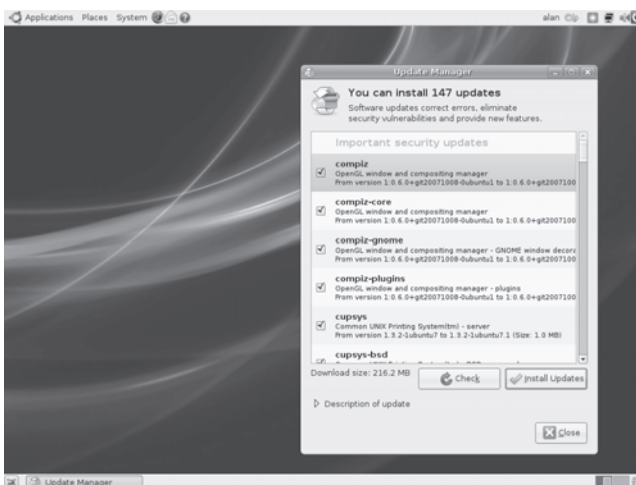 Applications Places System
alan
Update Manager
You can install 147 updates
Software updates correct errors, eliminate
security vulnerabilities and provide new features.
Important security updates
compiz
OpenGL window and compositing manager
From version 1:0.6.0+git20071008-0ubuntu1 to 1:0.6.0+git2007100
compiz-core
OpenGL window and compositing manager
From version 1:0.6.0+git20071008-0ubuntu1 to 1:0.6.0+git2007100
compiz-gnome
OpenGL window and compositing manager - GNOME window decora
From version 1:0.6.0+git20071008-0ubuntu1 to 1:0.6.0+git2007100
compiz-plugins
OpenGL window and compositing manager - plugins
From version 1:0.6.0+git20071008-0ubuntu1 to 1:0.6.0+git2007100
cupsys
Common UNIX Printing System(tm) - server
From version 1.3.2-1ubuntu7 to 1.3.2-1ubuntu7.1 (Size: 1.0 MB)
cupsys-bsd
Download size: 216.2 MB
Check
Install Updates
Description of update
Close
Update Manager